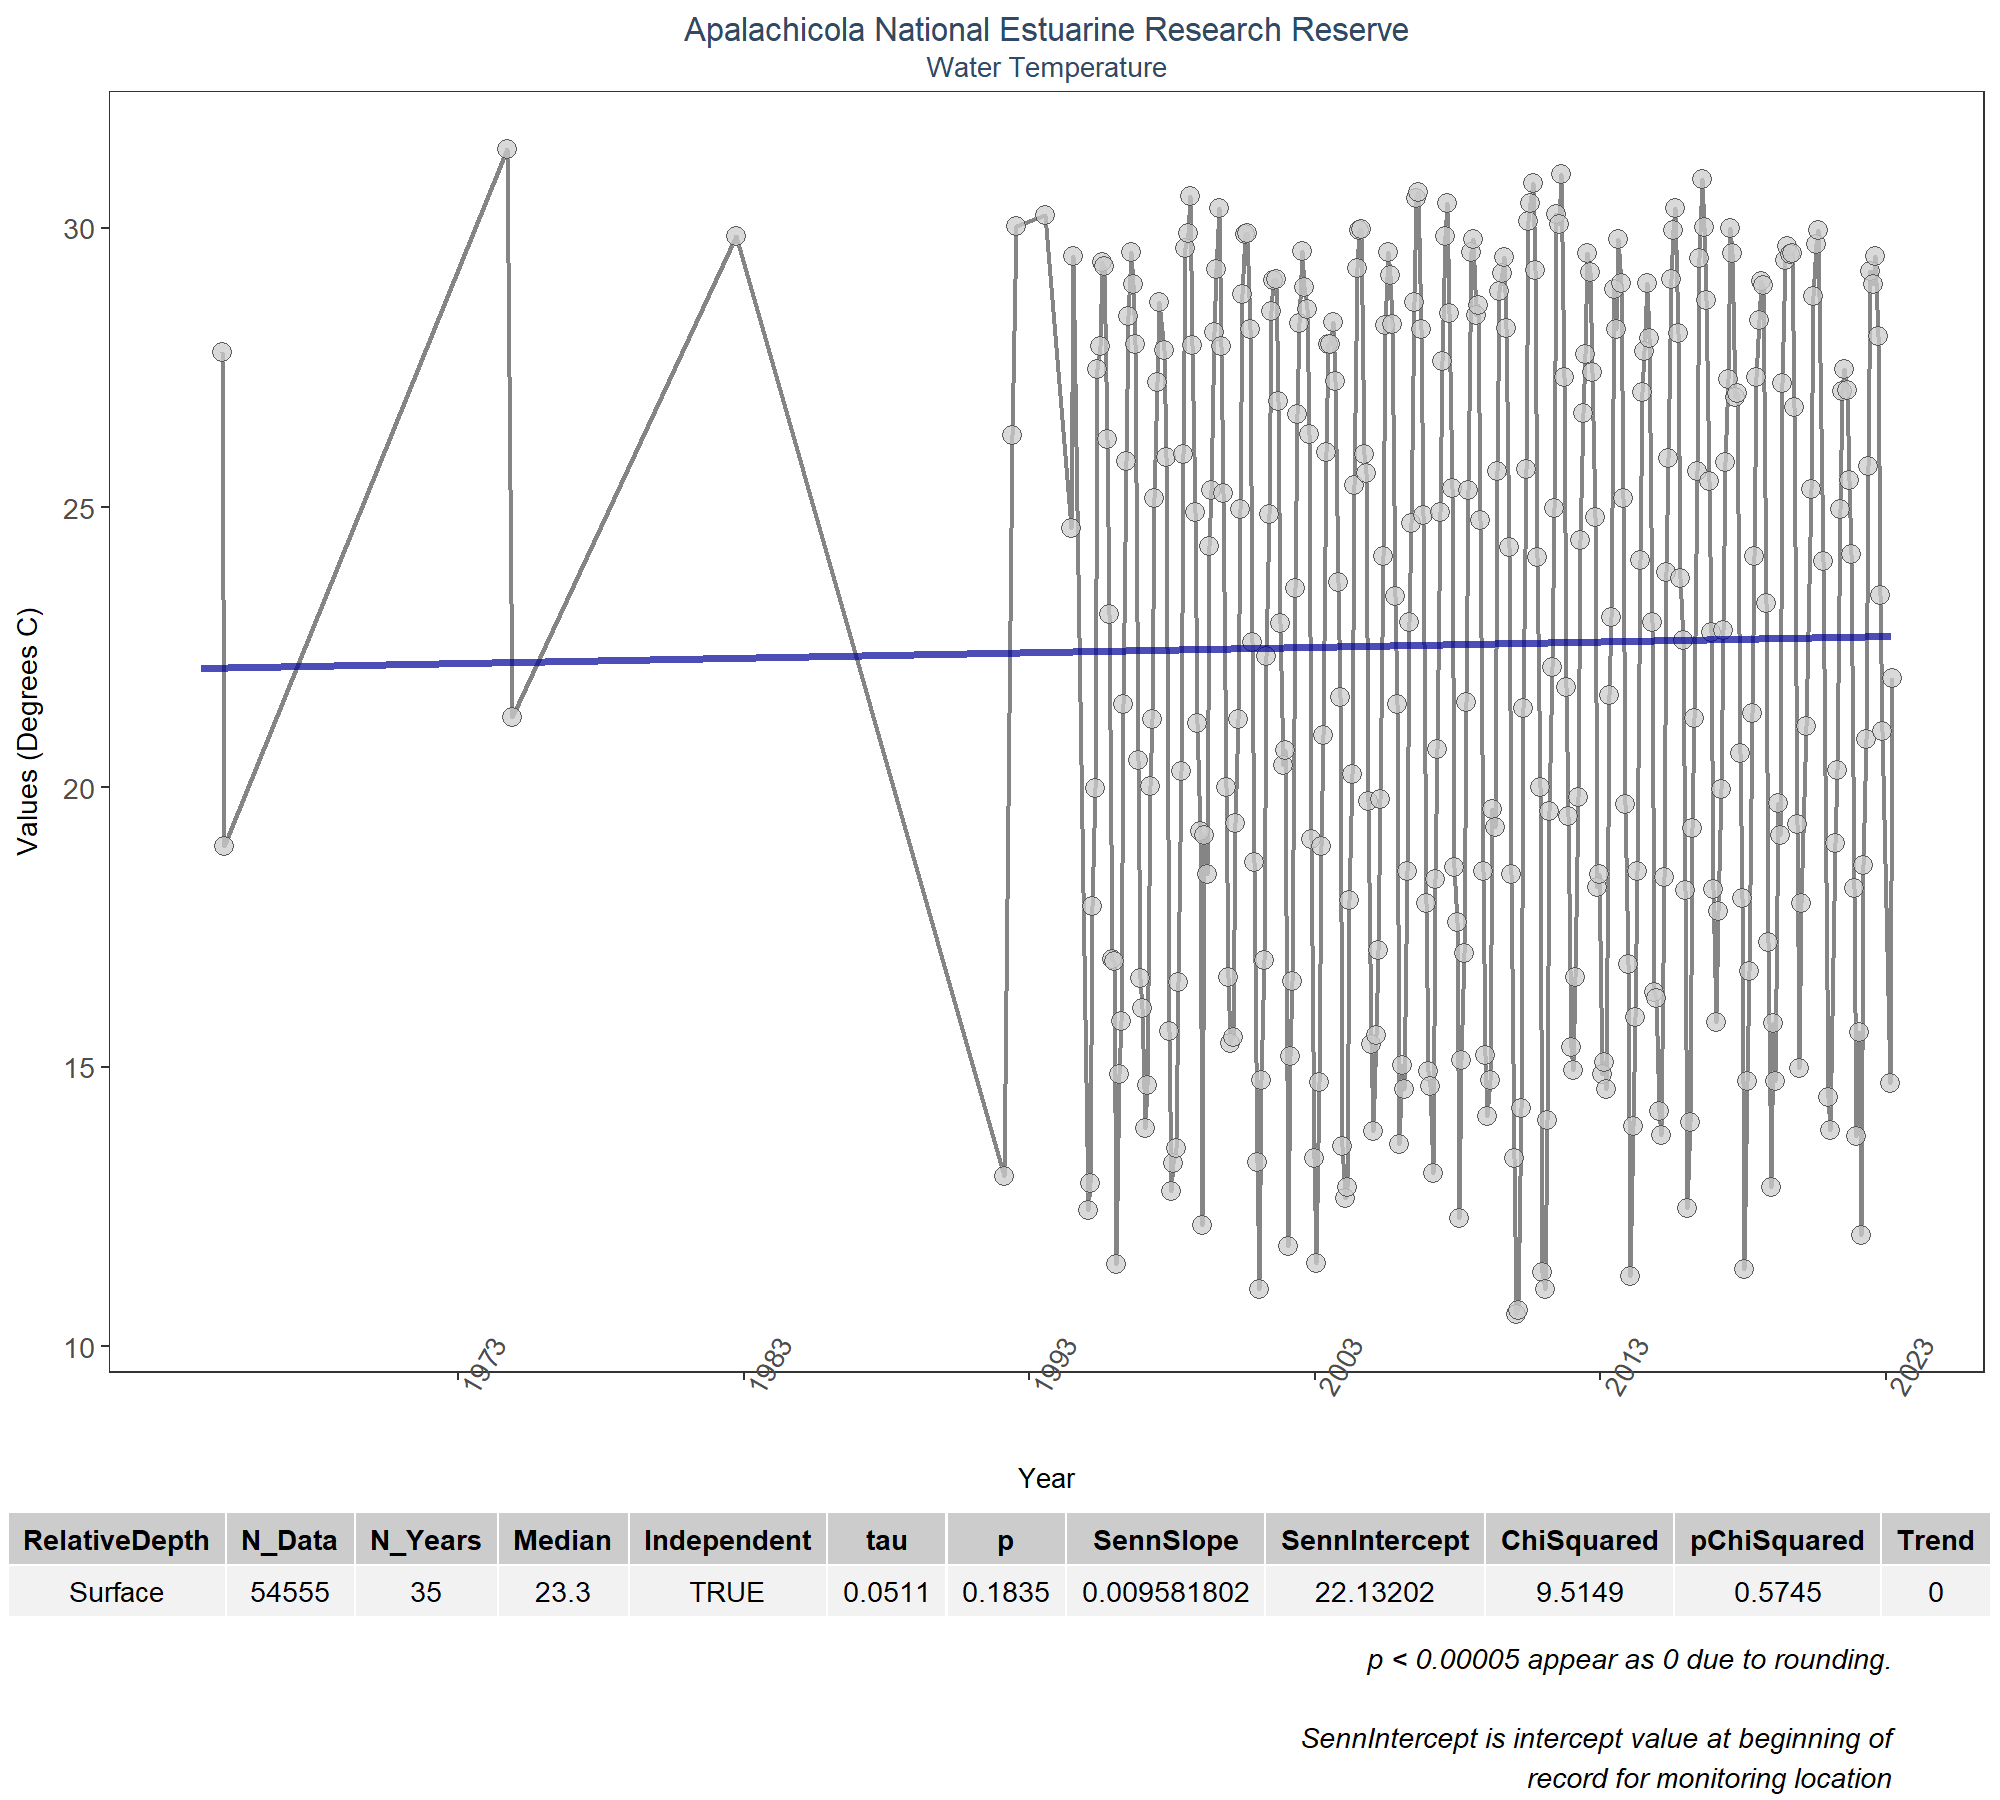 Apalachicola National Estuarine Research Reserve
Water Temperature
Values (Degrees C)
30
25
20
15
10
1973
1983
1993
2003
2013
2023
Year
RelativeDepth N_Data N_Years Median Independent tau p SennSlope SennIntercept ChiSquared pChiSquared Trend
Surface 54555 35 23.3 TRUE 0.0511 0.1835 0.009581802 22.13202 9.5149 0.5745 0
p < 0.00005 appear as 0 due to rounding.
SennIntercept is intercept value at beginning of
record for monitoring location